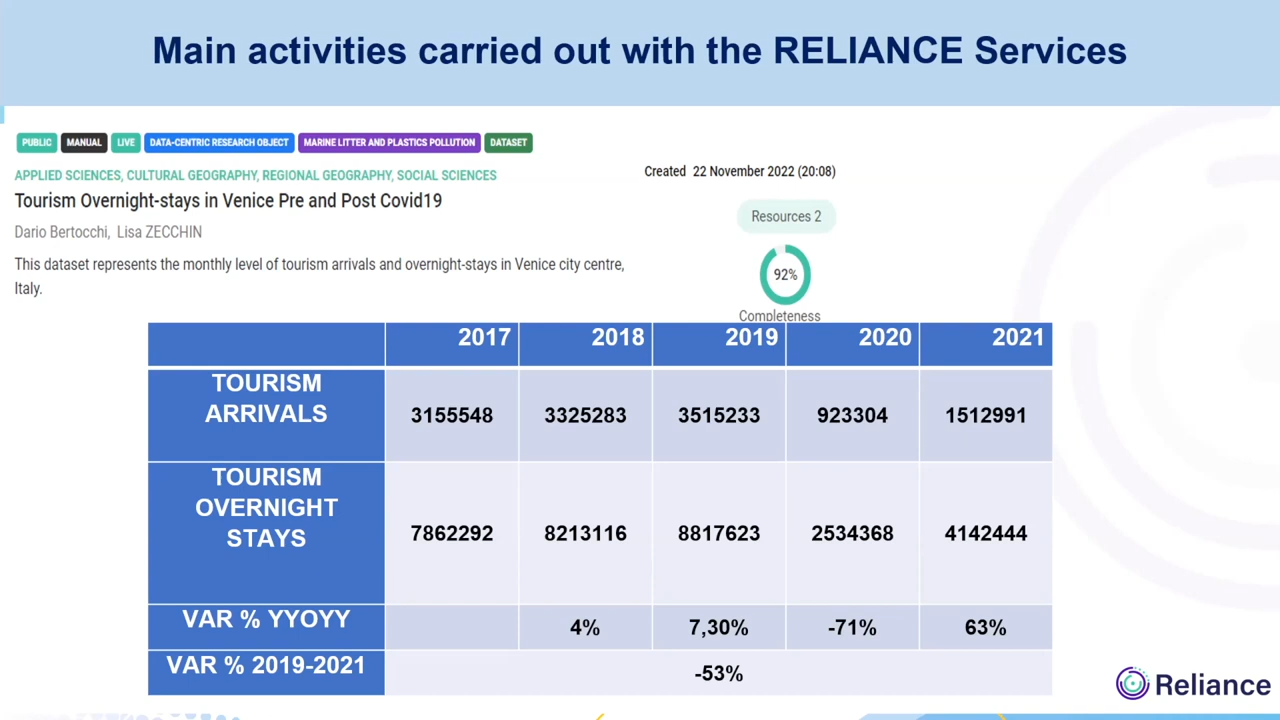 Main activities carried out with the RELIANCE Services
PUBLIC MANUAL LIVE DATA-CENTRIC RESEARCH OBJECT MARINE LITTER AND PLASTICS POLLUTION DATASET
APPLIED SCIENCES, CULTURAL GEOGRAPHY, REGIONAL GEOGRAPHY, SOCIAL SCIENCES
Created 22 November 2022 (20:08)
Tourism Overnight-stays in Venice Pre and Post Covid19
Resources 2
Dario Bertocchi, Lisa ZECCHIN
This dataset represents the monthly level of tourism arrivals and overnight-stays in Venice city centre,
Italy.
92%
Completeness
2017 2018 2019 2020 2021
TOURISM
ARRIVALS
3155548 3325283 3515233 923304 1512991
TOURISM
OVERNIGHT
STAYS
7862292 8213116 8817623 2534368 4142444
VAR % YYOYY 4% 7,30% -71% 63%
VAR % 2019-2021 -53%
Reliance